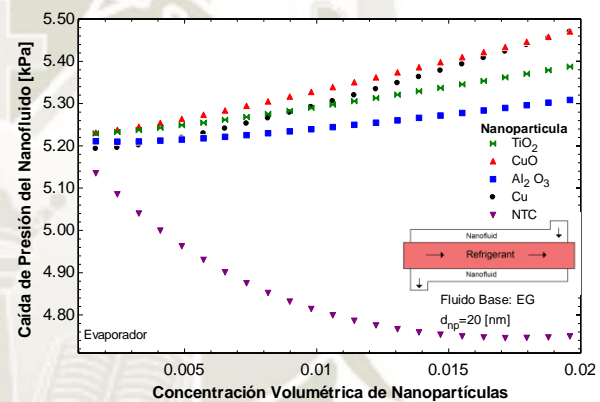 Caída de Presión del Nanofluido [kPa]
5.50
5.40
5.30
5.20
5.10
5.00
4.90
4.80
Nanoparticula
TiO2
CuO
Al2 O3
Cu
NTC
Nanofluid
Refrigerant
Nanofluid
Fluido Base: EG
dnp=20 [nm]
Evaporador
0.005
0.01
0.015
0.02
Concentración Volumétrica de Nanopartículas